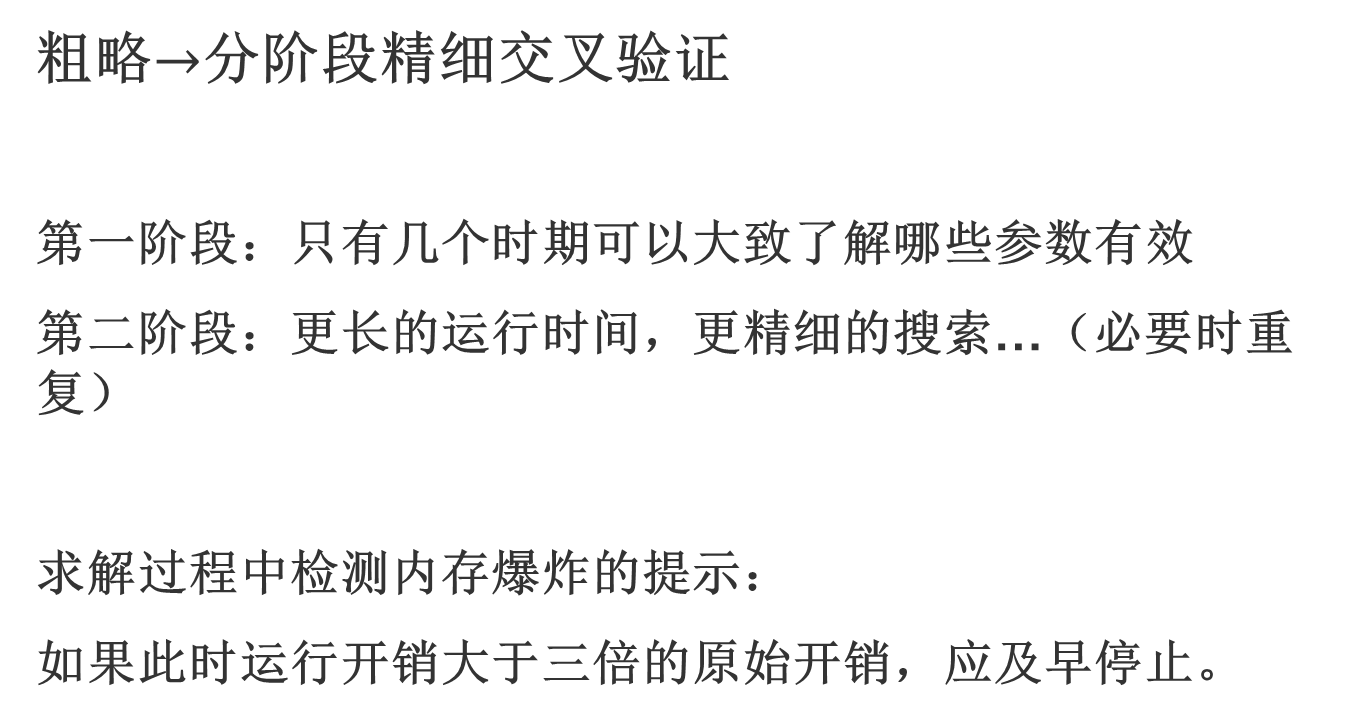 粗略→分阶段精细交叉验证
第一阶段：只有几个时期可以大致了解哪些参数有效
第二阶段：更长的运行时间，更精细的搜索...（必要时重
复）
求解过程中检测内存爆炸的提示：
如果此时运行开销大于三倍的原始开销，应及早停止。